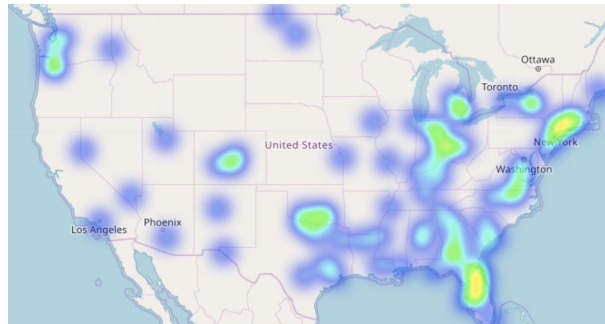 Ottawa
Toronto
United States
New York
Washington
Los Angeles
Phoenix